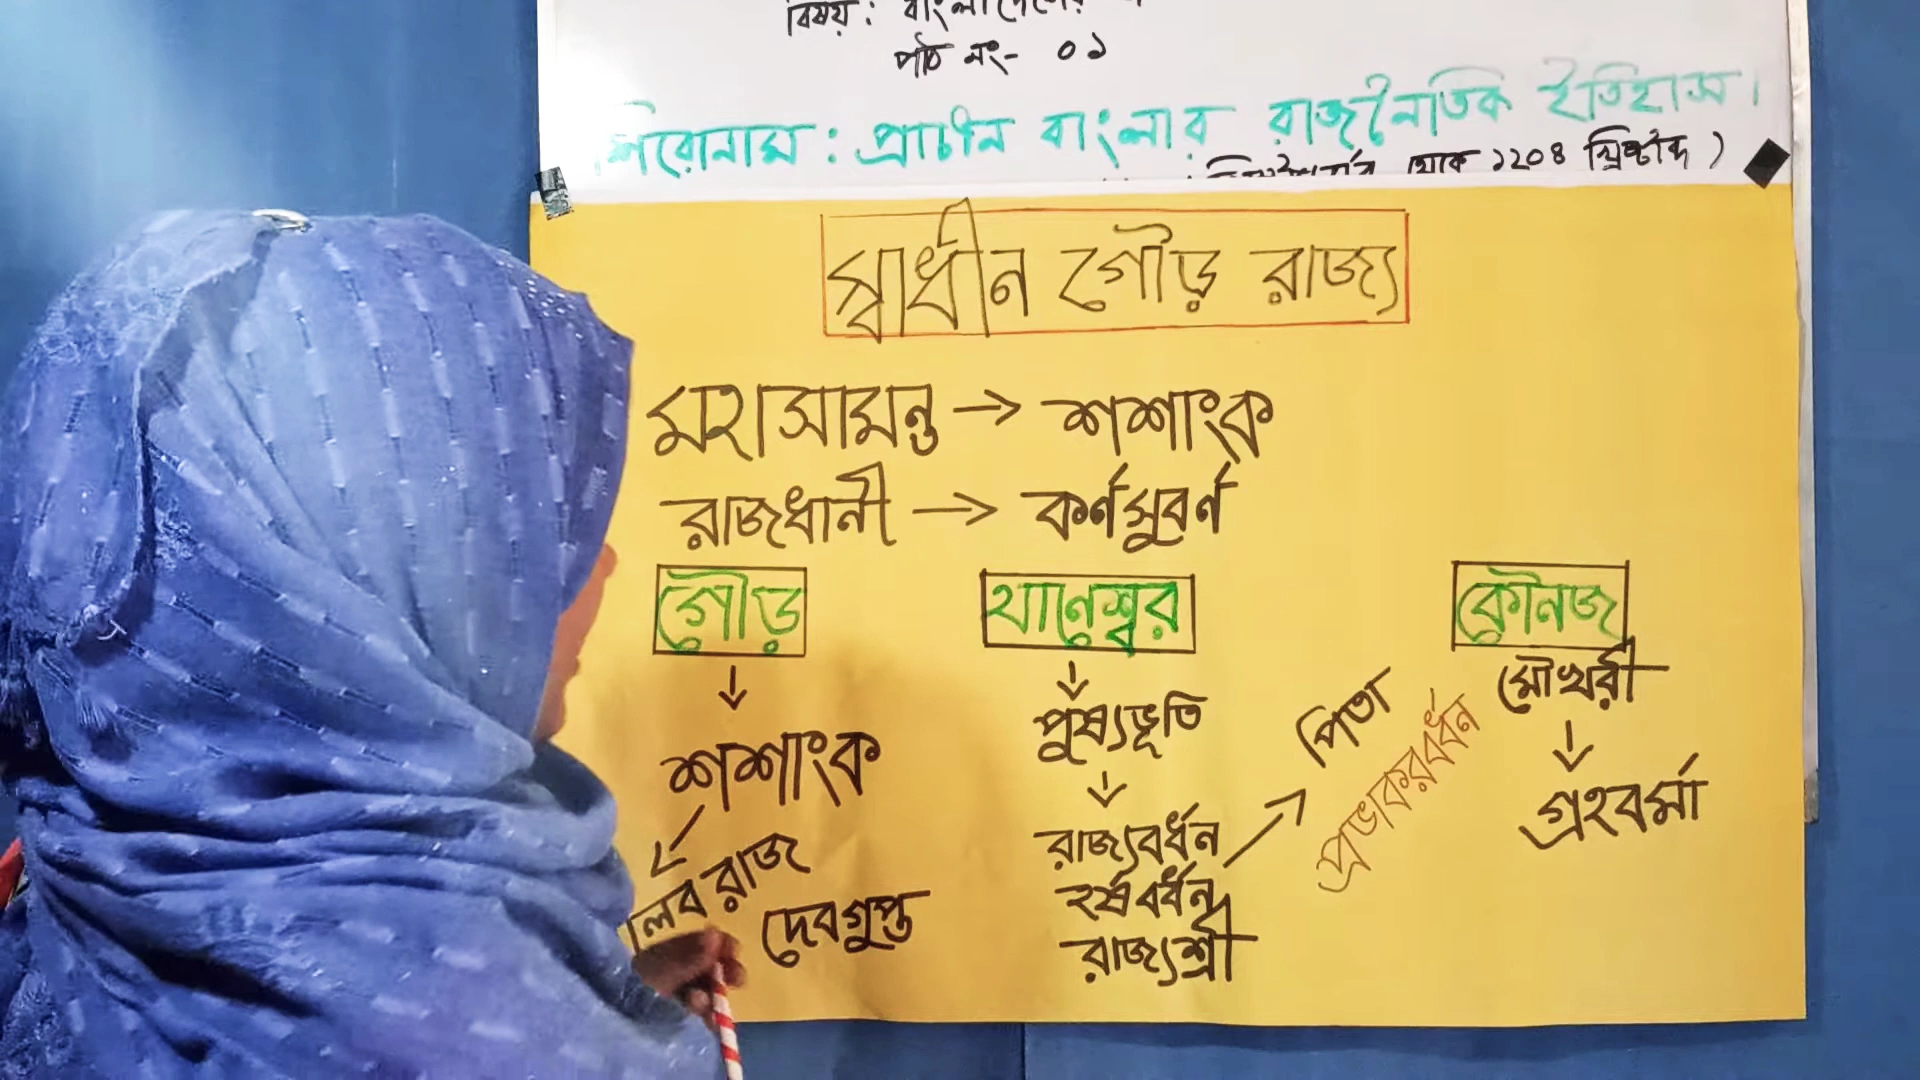 বিষয়: বাংলাদেশের
পাঠ নং- ০১
শিরোনাম: প্রাচীন বাংলার রাজনৈতিক ইতিহাস।
থেকে ১২০৪ খ্রিষ্টাব্দ )
স্বাধীন গৌড় রাজ্য
মহাসামন্ত → শশাংক
রাজধানী → কর্ণসুবর্ণ
গৌড়
↓
শশাংক
রাজ
দেবগুপ্ত
থানেশ্বর
↓
পুষ্যভূতি
↓
রাজ্যবর্ধন
হর্ষবর্ধন
রাজ্যশ্রী
পিতা
প্রভাকরবর্ধন
কৌনজ
মৌখরী
↓
গ্রহবর্মা